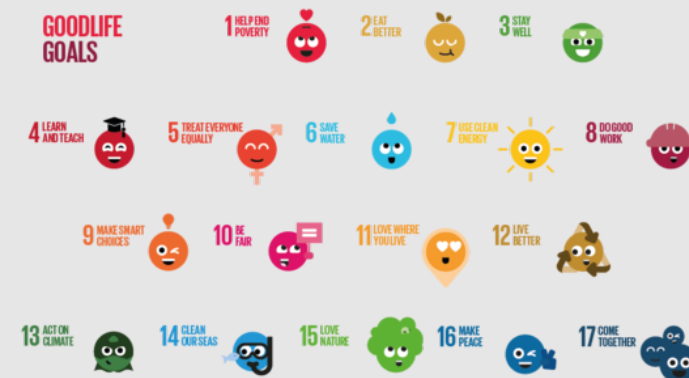 GOODLIFE
GOALS
1 HELP END
POVERTY
2 EAT
BETTER
3 STAY
WELL
4 LEARN
AND TEACH
5 TREAT EVERYONE
EQUALLY
6 SAVE
WATER
7 USE CLEAN
ENERGY
8 DO GOOD
WORK
9 MAKE SMART
CHOICES
10 BE
FAIR
11 LOVE WHERE
YOU LIVE
12 LIVE
BETTER
13 ACT ON
CLIMATE
14 CLEAN
OUR SEAS
15 LOVE
NATURE
16 MAKE
PEACE
17 COME
TOGETHER